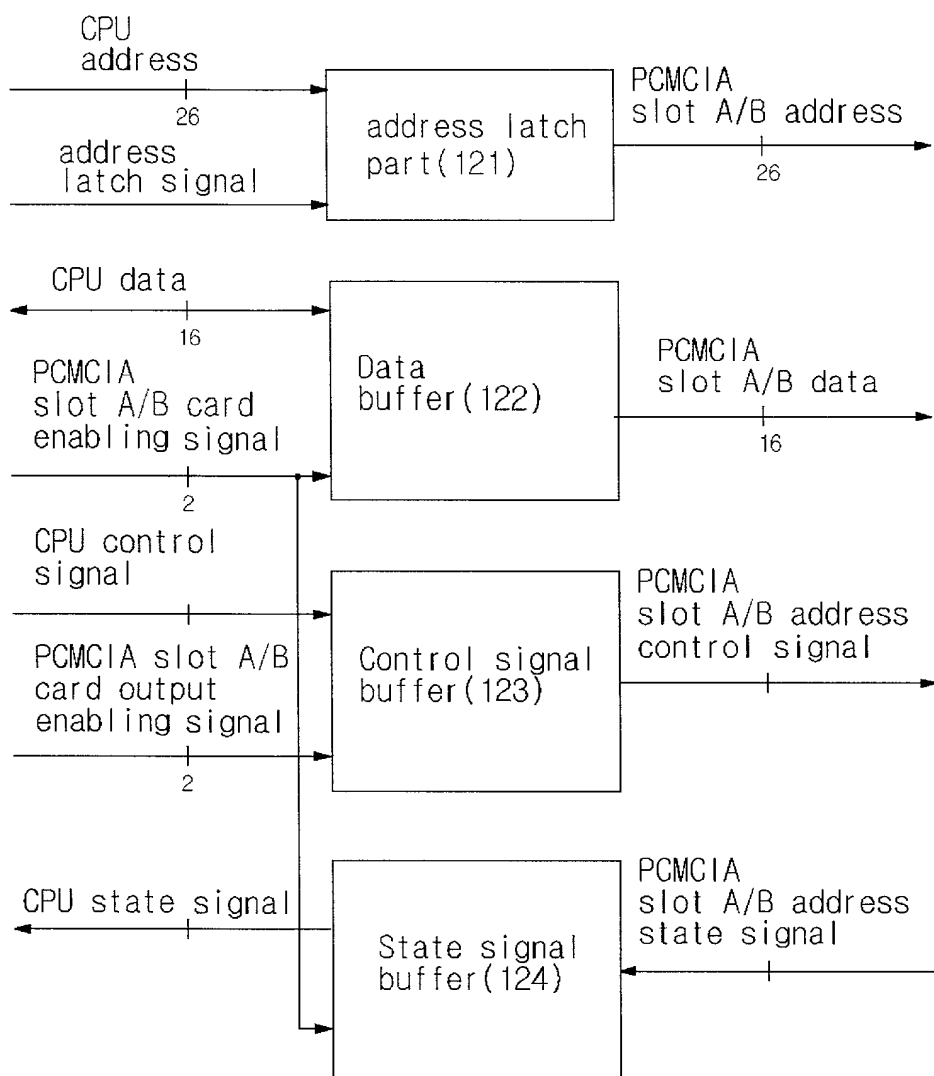 CPU
address
26
address
latch signal
address latch
part(121)
PCMCIA
slot A/B address
26
CPU data
16
PCMCIA
slot A/B card
enabling signal
2
Data
buffer(122)
PCMCIA
slot A/B data
16
CPU control
signal
PCMCIA slot A/B
card output
enabling signal
2
Control signal
buffer(123)
PCMCIA
slot A/B address
control signal
CPU state signal
State signal
buffer(124)
PCMCIA
slot A/B address
state signal